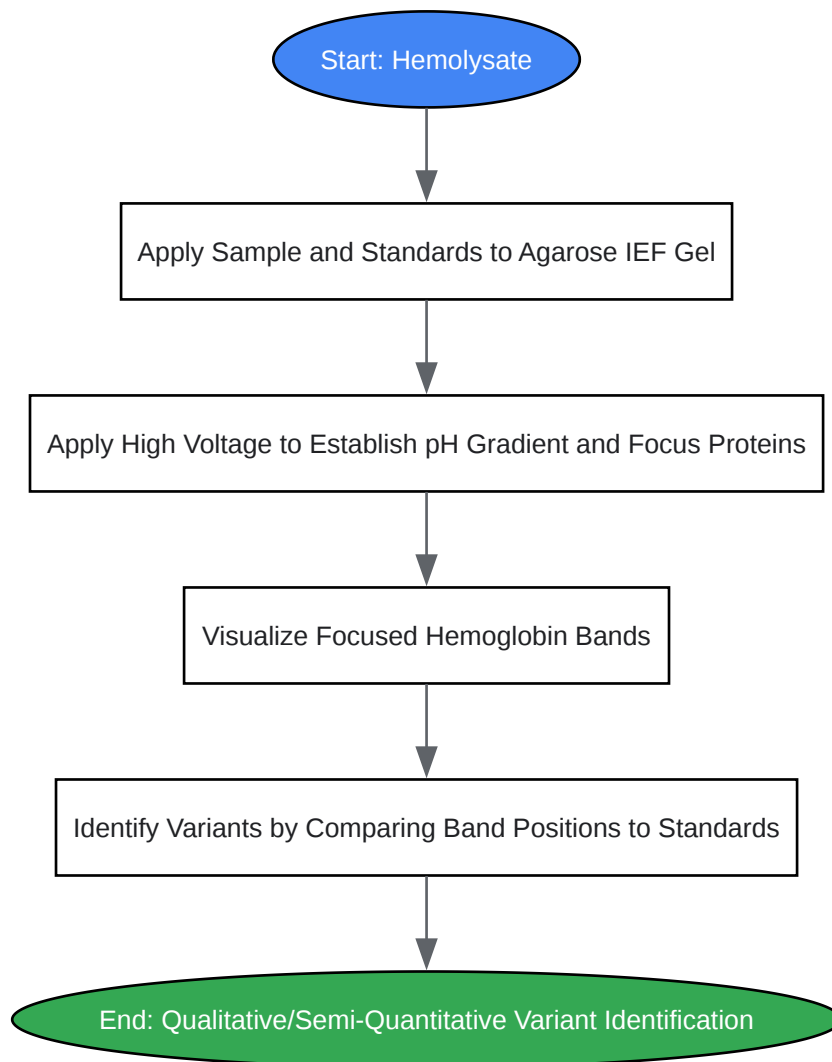 Start: Hemolysate
Apply Sample and Standards to Agarose IEF Gel
Apply High Voltage to Establish pH Gradient and Focus Proteins
Visualize Focused Hemoglobin Bands
Identify Variants by Comparing Band Positions to Standards
End: Qualitative/Semi-Quantitative Variant Identification